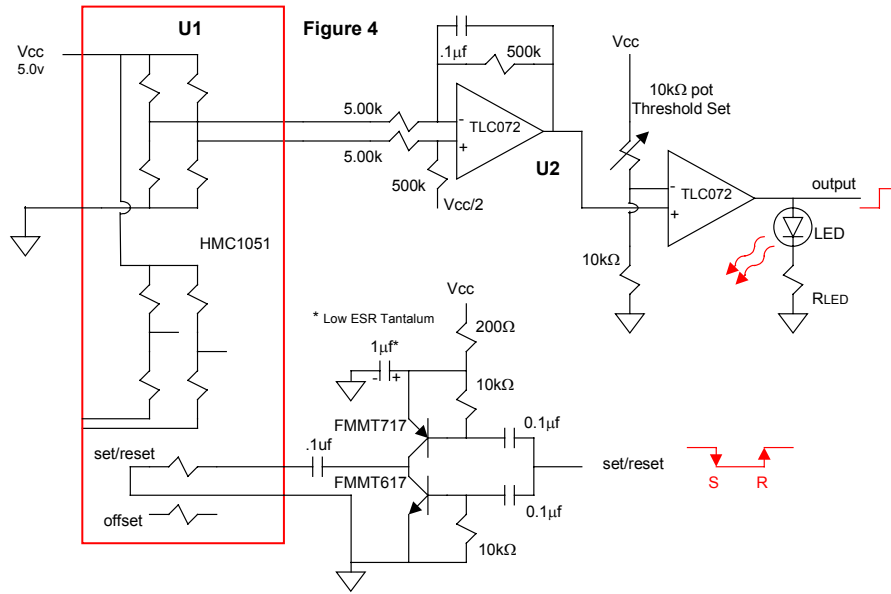 U1
Figure 4
Vcc
5.0v
.1µf
500k
5.00k
5.00k
-
+
TLC072
U2
500k
Vcc/2
Vcc
10kΩ pot
Threshold Set
-
+
TLC072
10kΩ
output
LED
RLED
HMC1051
* Low ESR Tantalum
Vcc
200Ω
1µf*
- +
10kΩ
FMMT717
0.1µf
.1uf
FMMT617
0.1µf
10kΩ
set/reset
offset
set/reset
S R